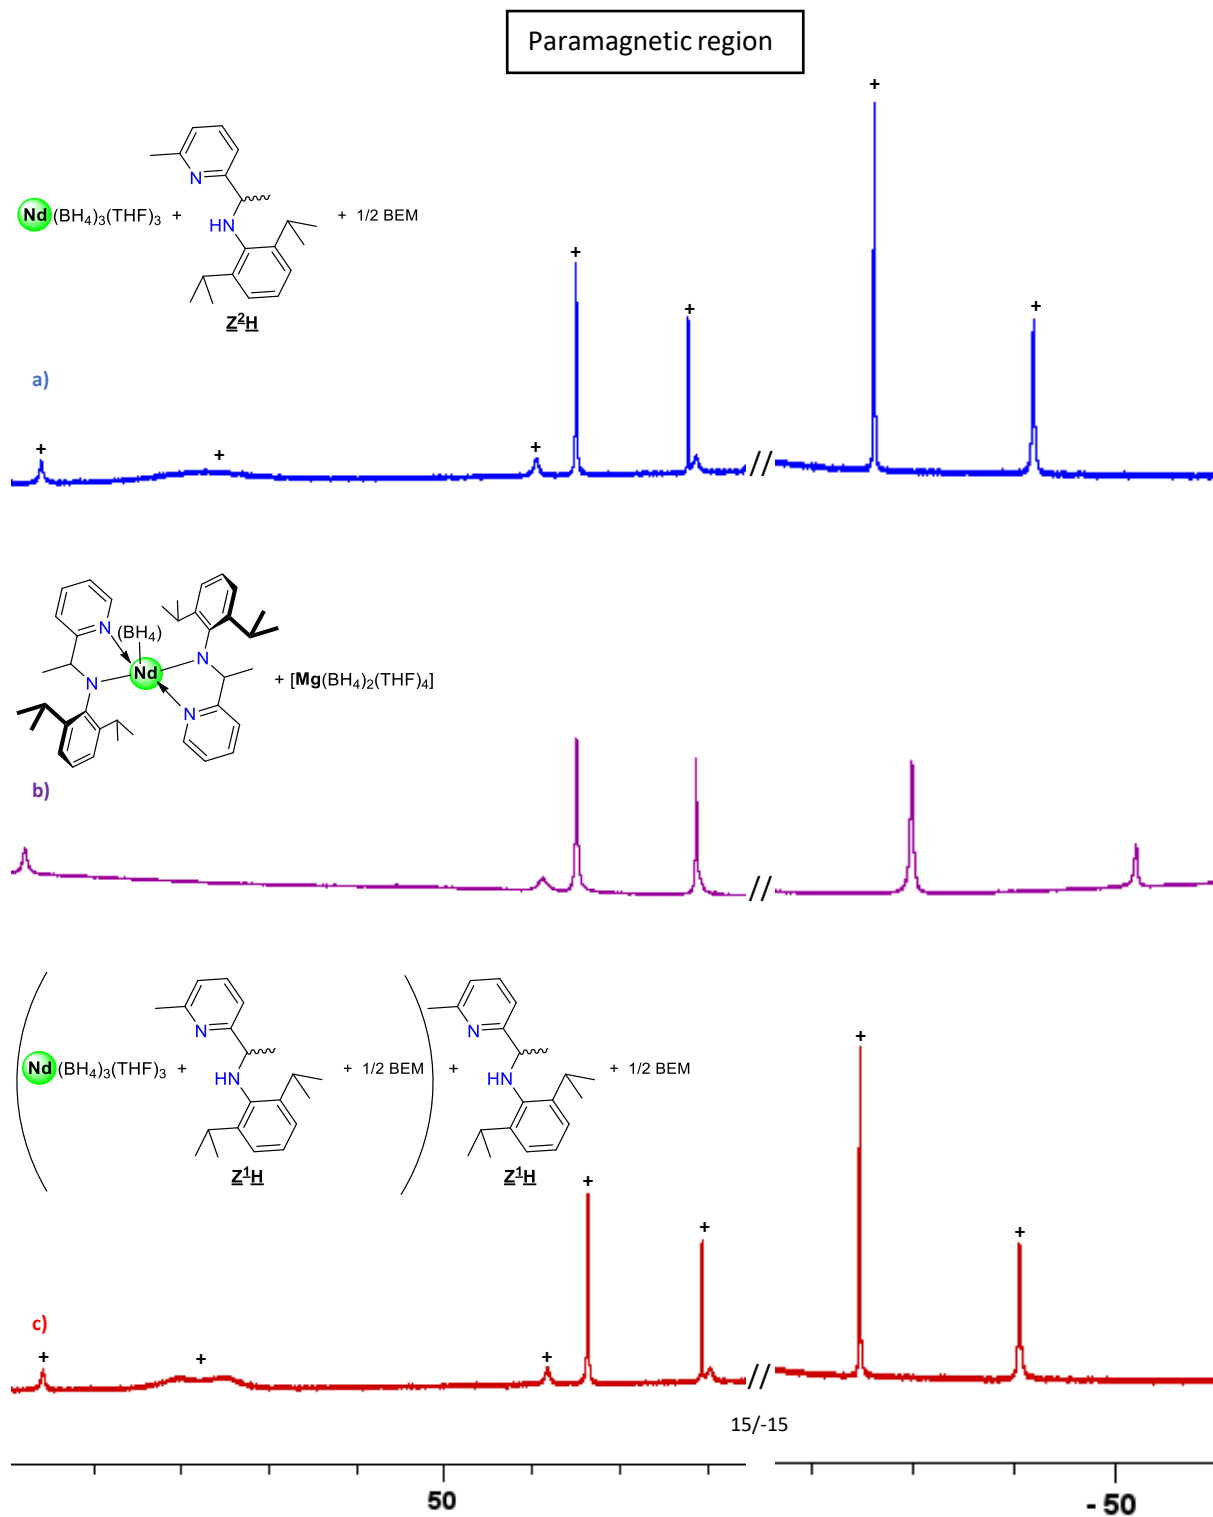 Paramagnetic region
+
N
Nd(BH4)3(THF)3 + HN + 1/2 BEM
+
+
+
Z2H
a)
+ + +
N (BH4) N
N Nd + [Mg(BH4)2(THF)4]
N
b)
N N
+
Nd(BH4)3(THF)3 + HN + 1/2 BEM + HN + 1/2 BEM
Z1H Z1H
+
+ +
c)
+ + +
//
//
//
15/-15
50 - 50